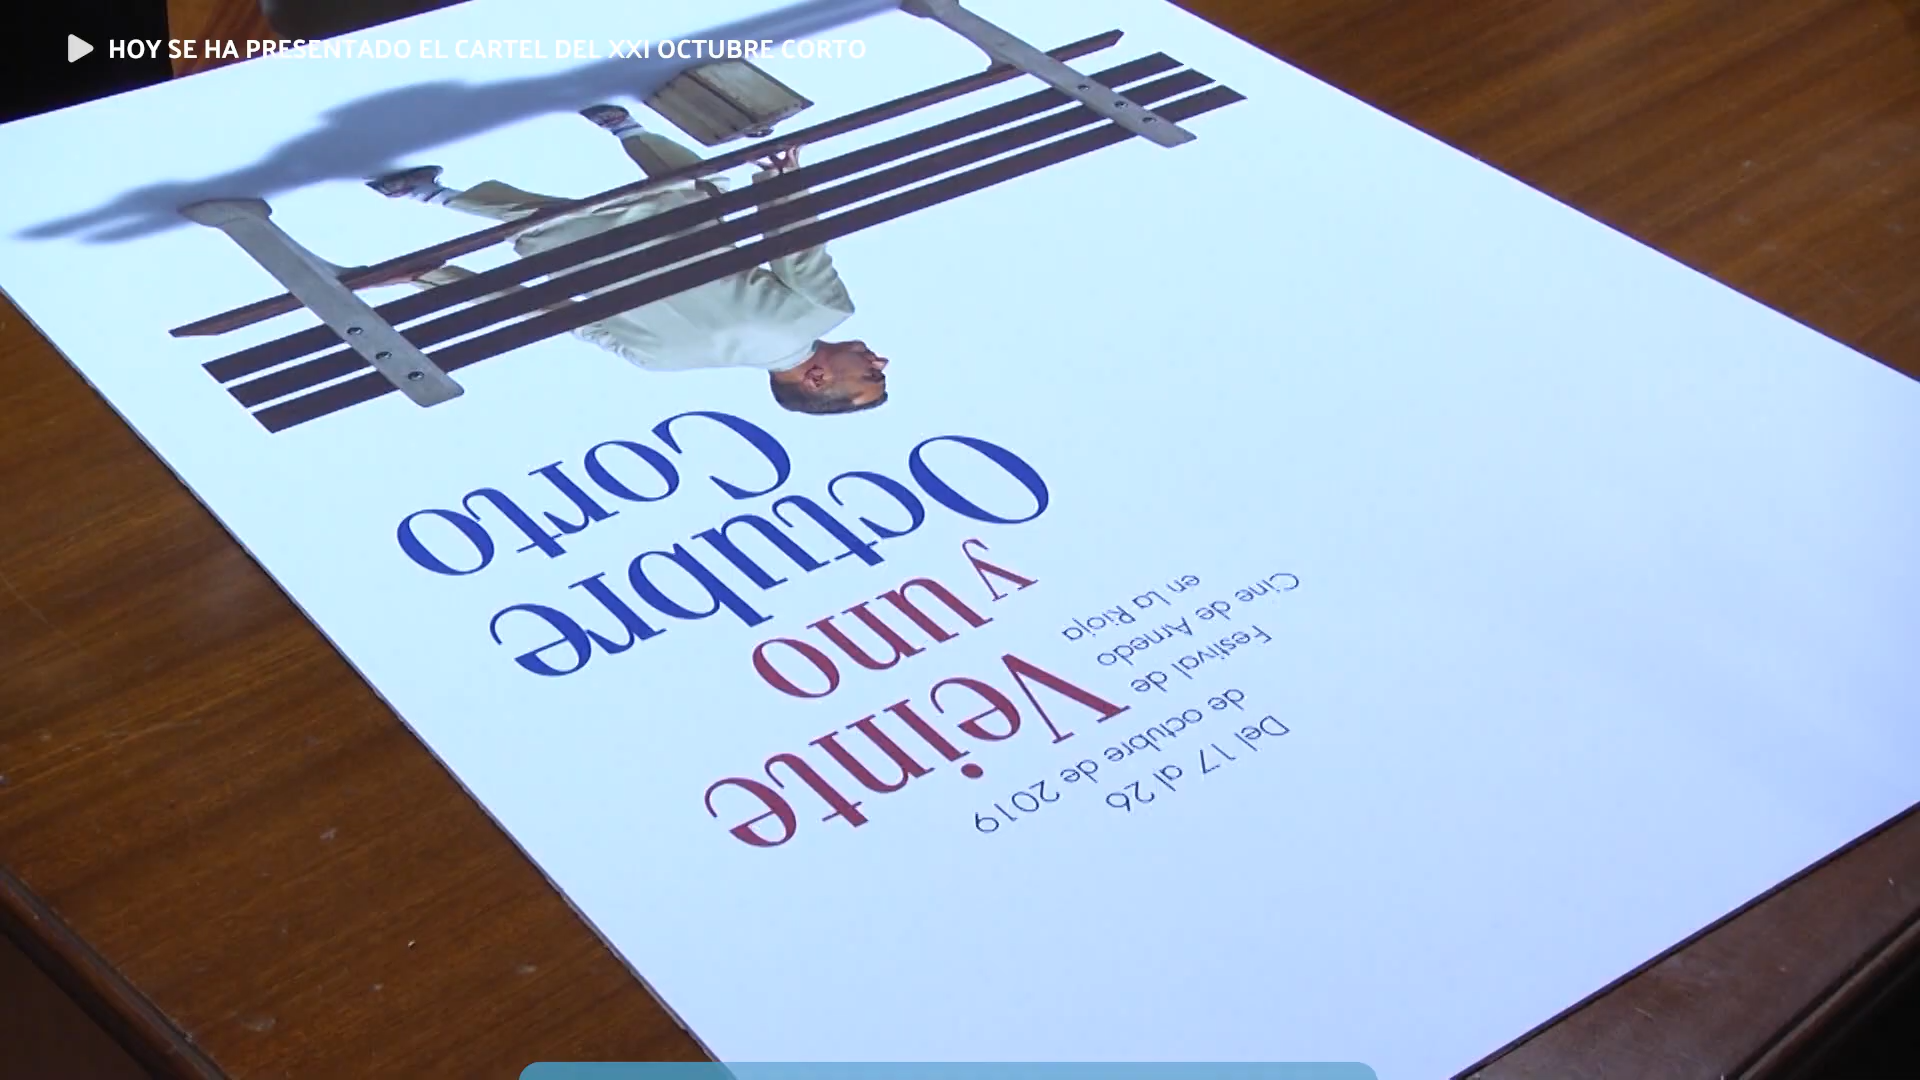 HOY SE HA PRESENTADO EL CARTEL DEL XXI OCTUBRE CORTO
Del 17 al 26
de octubre de 2019
Festival de
Cine de Arnedo
en La Rioja
Veinte
y uno
Octubre
Corto